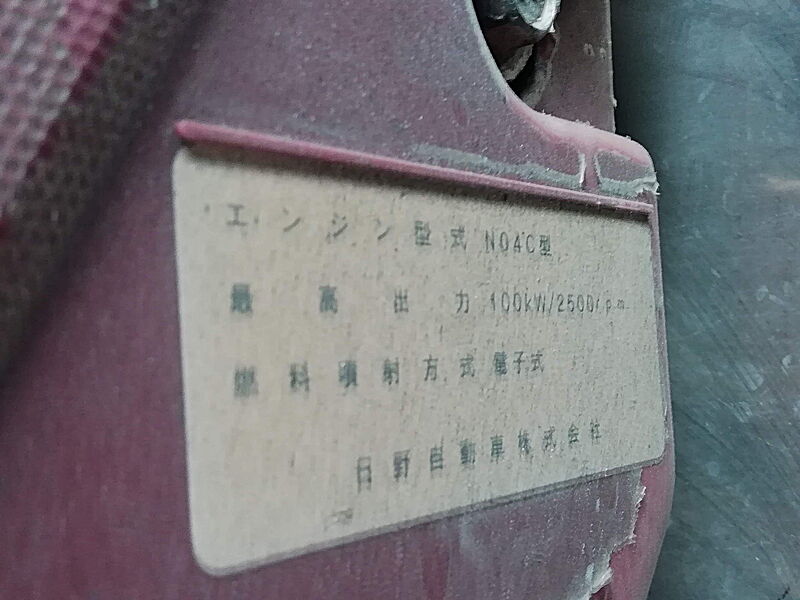 エンジン型式 N04C型
最高出力 100kW/2500rpm
燃料噴射方式 電子式
日野自動車株式会社